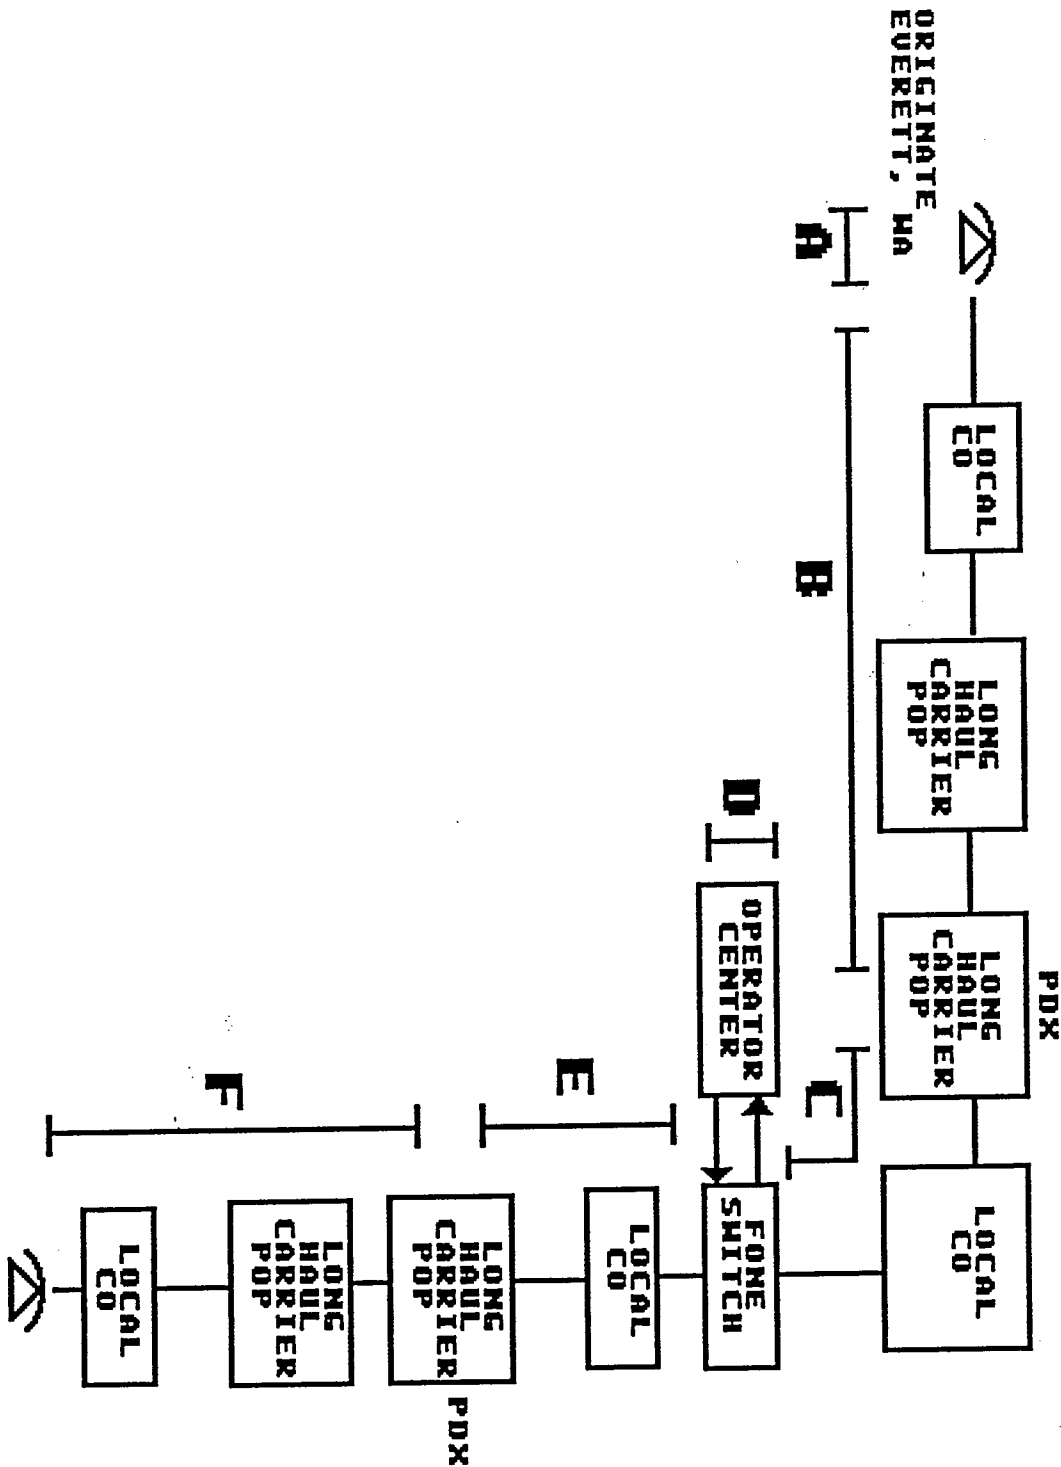 ORIGINATE
EVERETT, WA
A
LOCAL
CO
B
LONG
HAUL
CARRIER
POP
PDX
LONG
HAUL
CARRIER
POP
LOCAL
CO
C
D
OPERATOR
CENTER
FONE
SWITCH
E
LOCAL
CO
LONG
HAUL
CARRIER
POP
PDX
F
LONG
HAUL
CARRIER
POP
LOCAL
CO